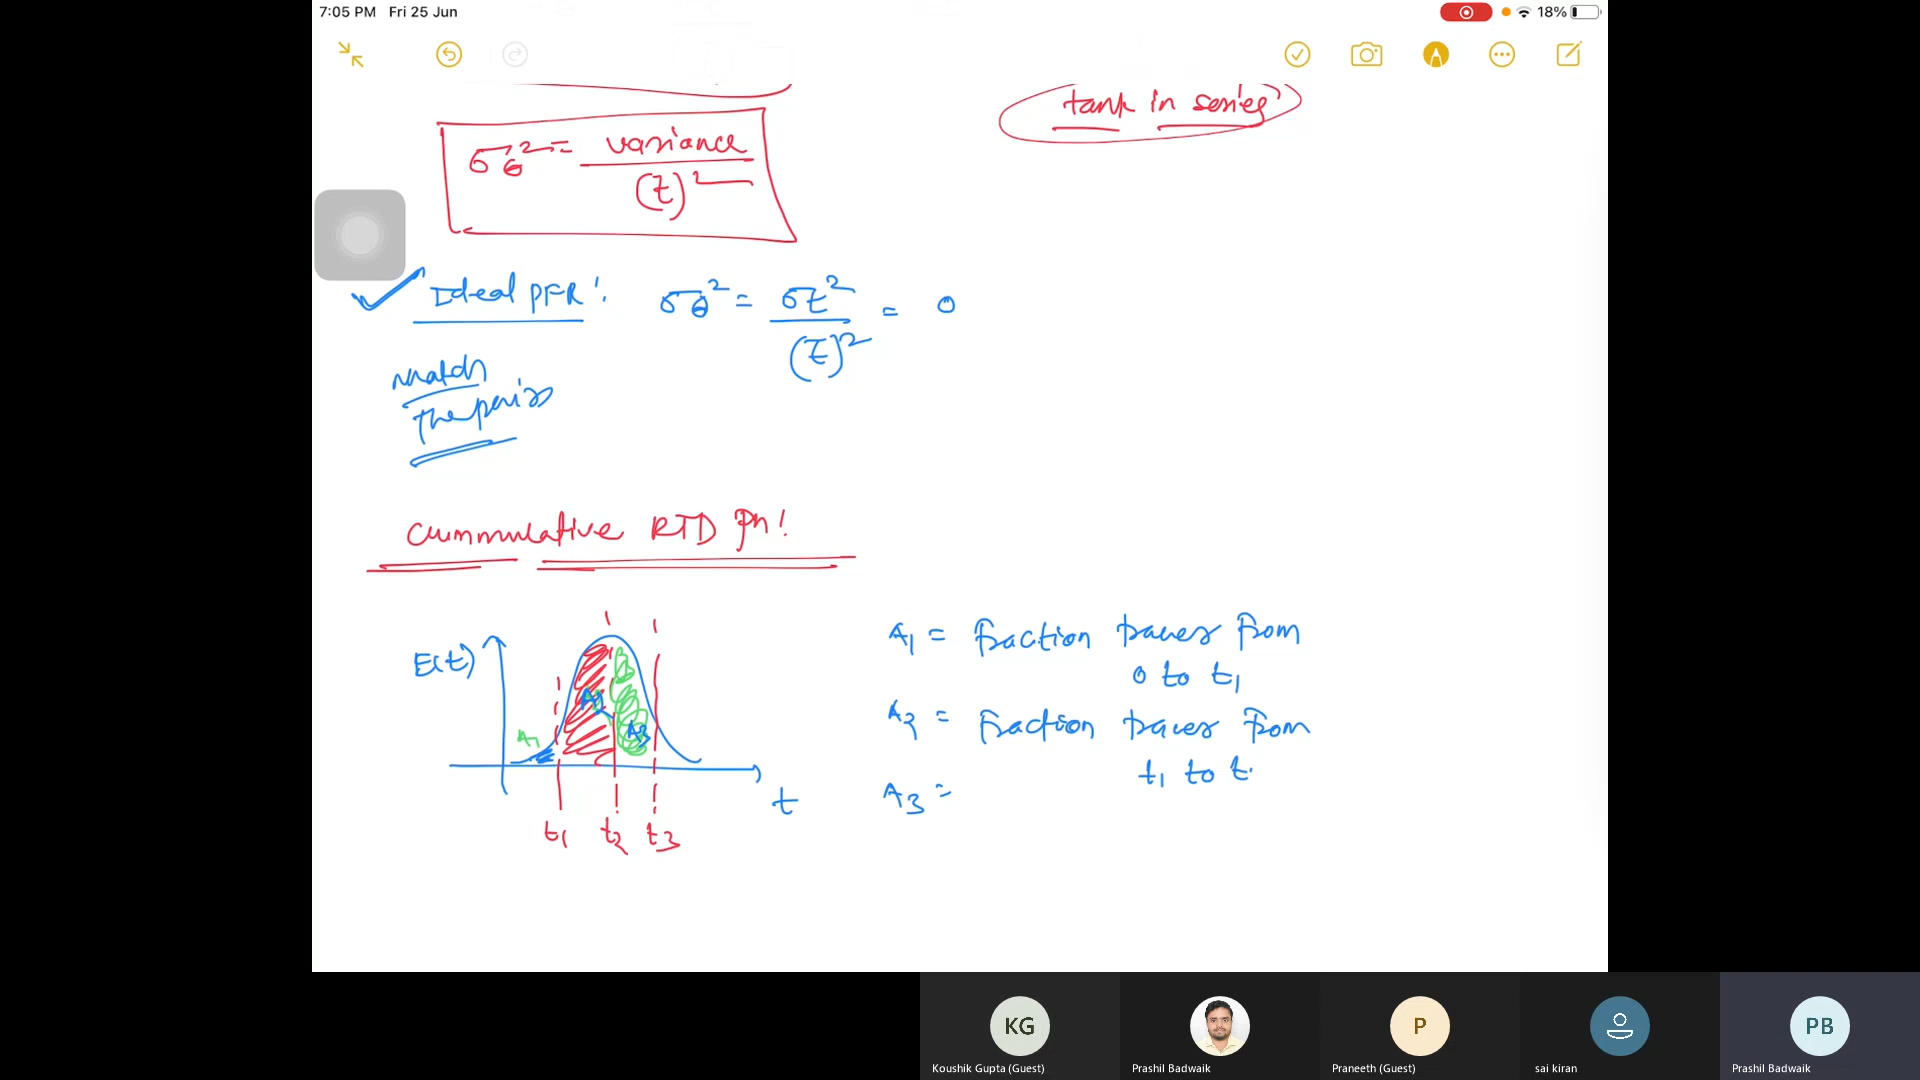 7:05 PM Fri 25 Jun
18%
tank in series
σθ² = variance / (t̄)²
Ideal PFR! σθ² = σt² / (t̄)² = 0
match
the pairs
Cummulative RTD fn!
E(t)
A1
A2
A3
t
t1 t2 t3
A1 = fraction tracer from
0 to t1
A2 = fraction tracer from
t1 to t
A3 =
KG
P
PB
Koushik Gupta (Guest)
Prashil Badwaik
Praneeth (Guest)
sai kiran
Prashil Badwaik